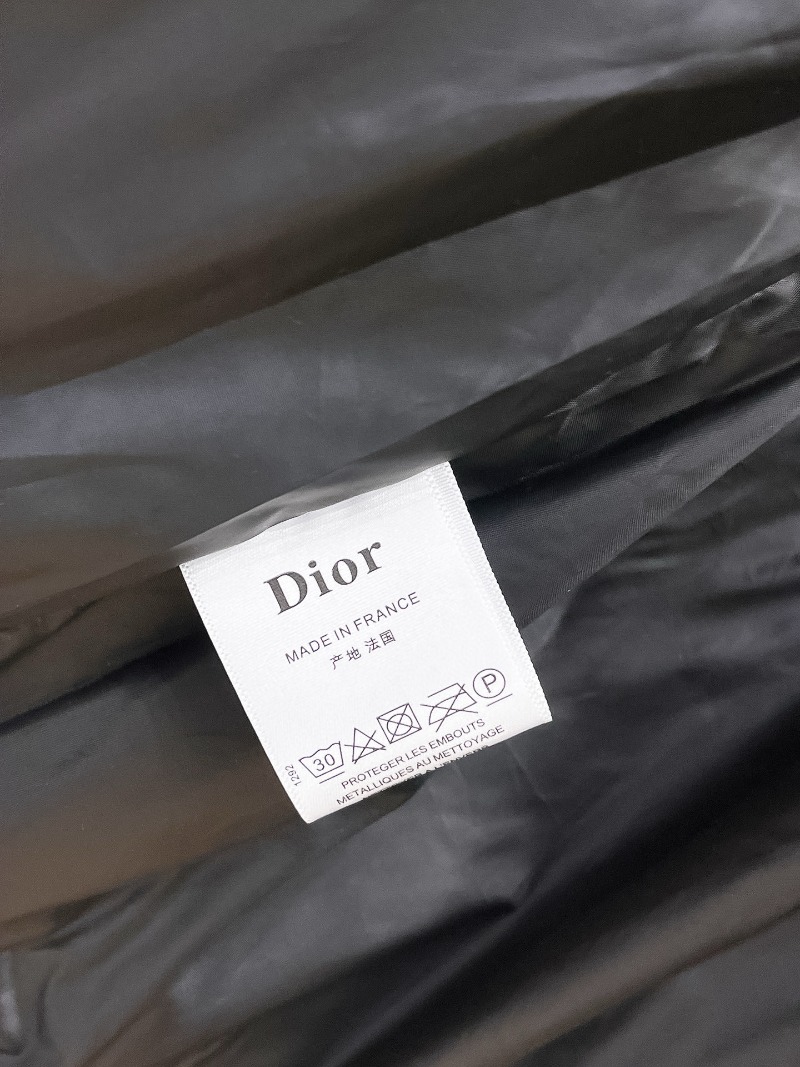 Dior
MADE IN FRANCE
产地 法国
30 P
PROTEGER LES EMBOUTS
METALLIQUES AU METTOYAGE
1292